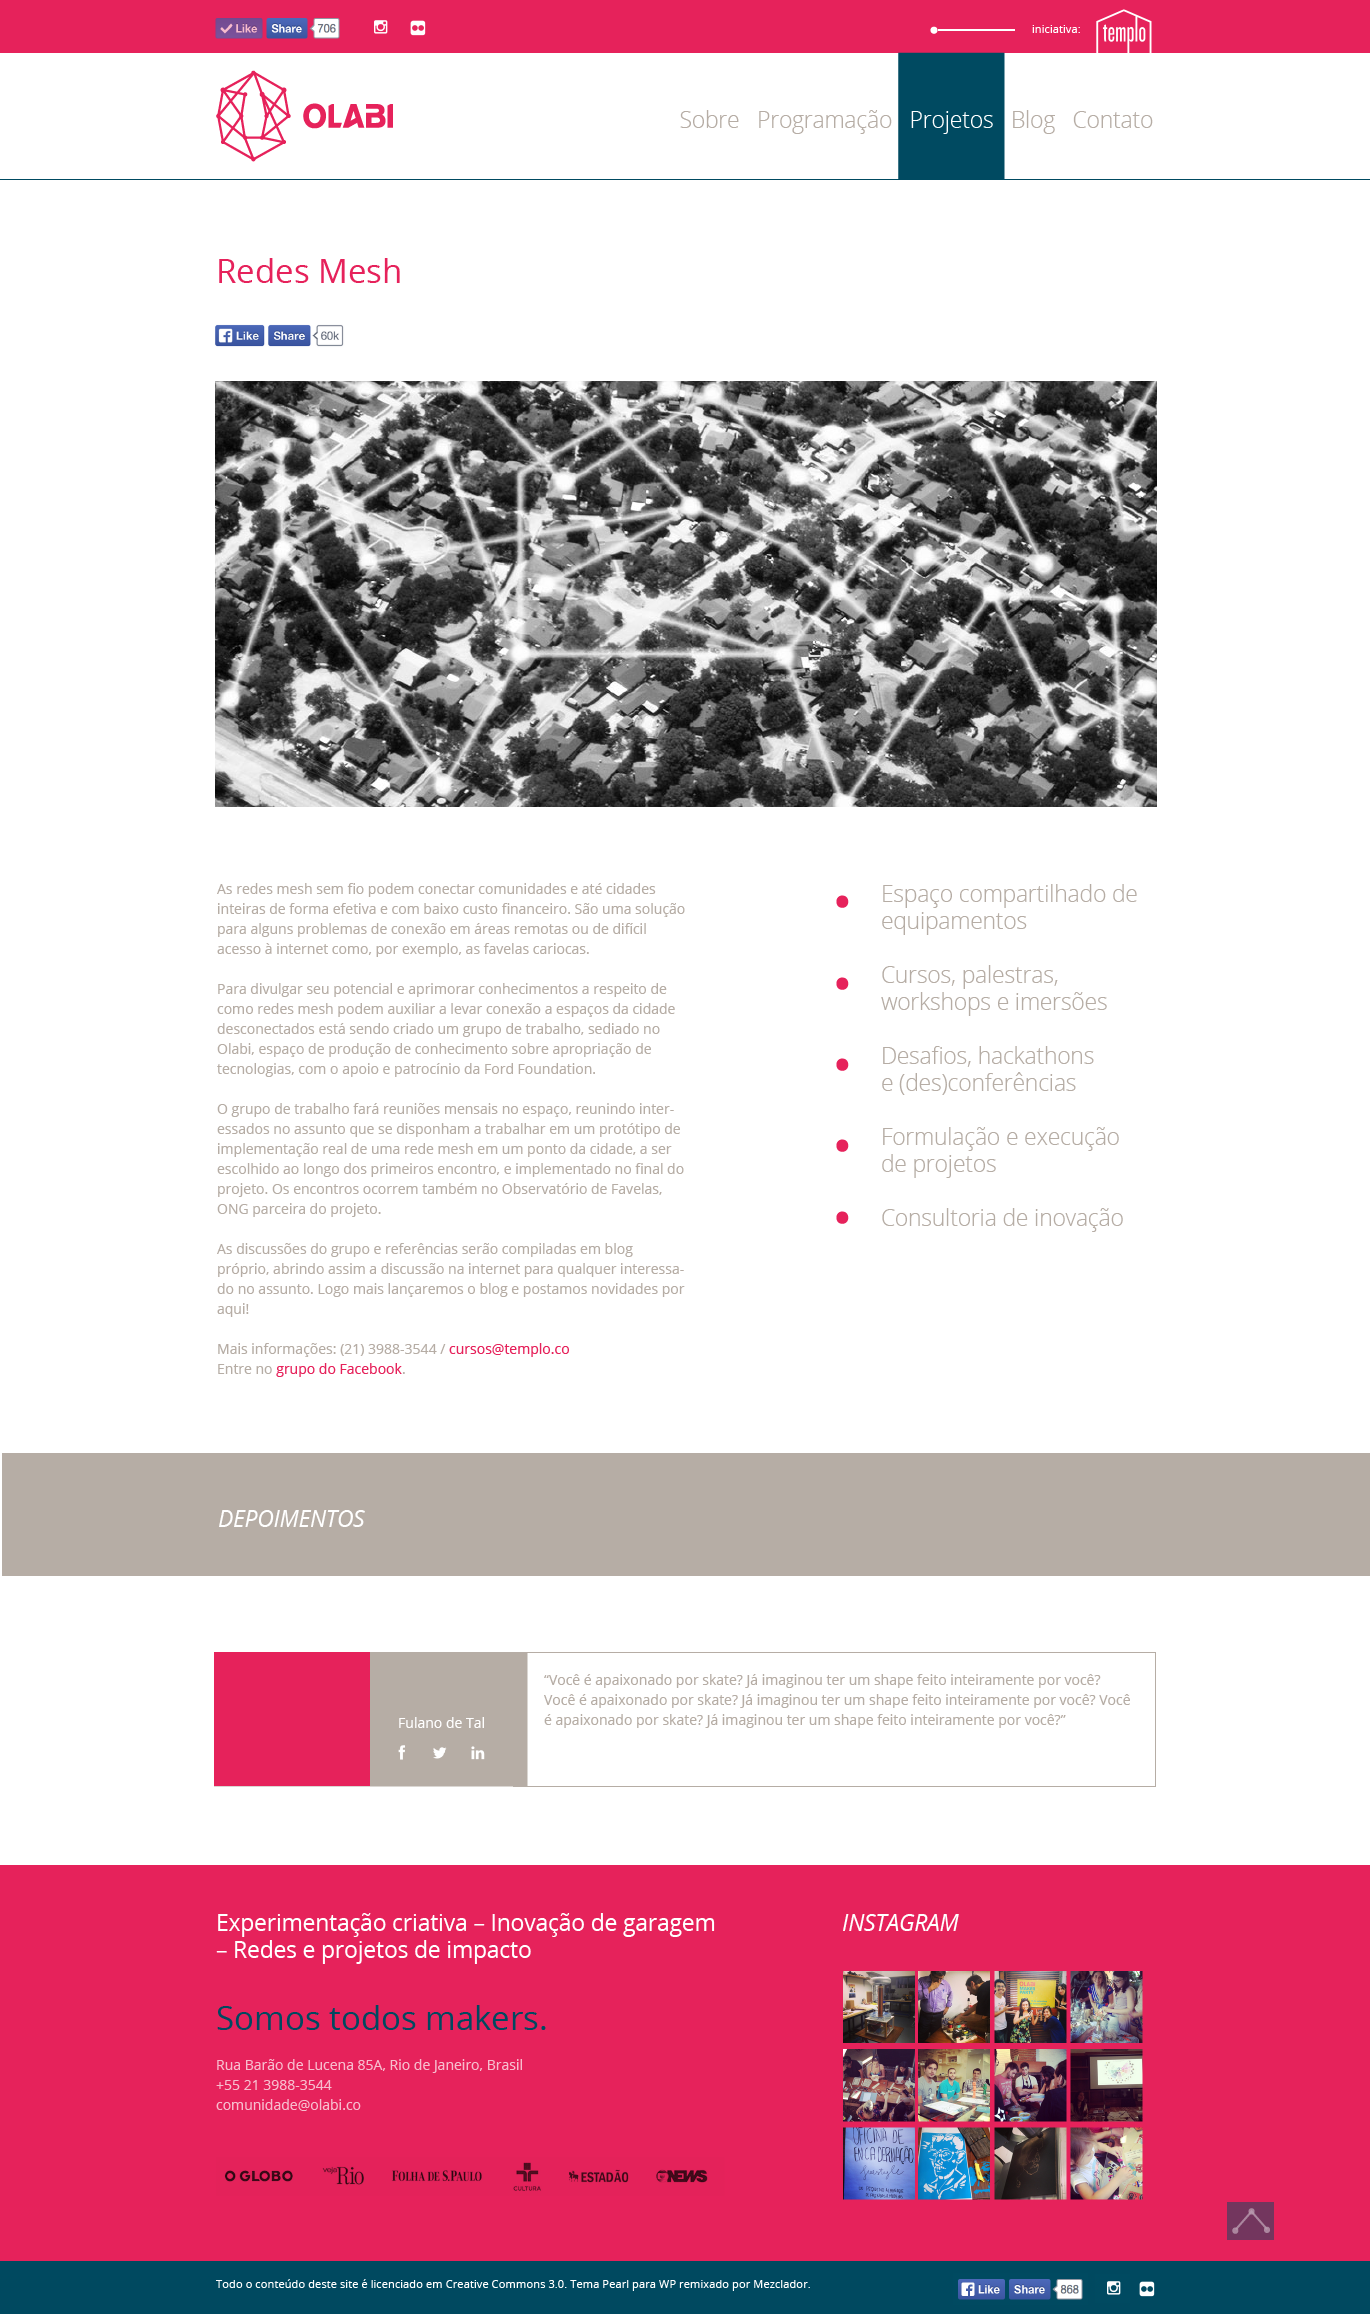 Like Share 706
iniciativa:
templo
OLABI
Sobre Programação Projetos Blog Contato
Redes Mesh
Like Share 60k
As redes mesh sem fio podem conectar comunidades e até cidades
inteiras de forma efetiva e com baixo custo financeiro. São uma solução
para alguns problemas de conexão em áreas remotas ou de difícil
acesso à internet como, por exemplo, as favelas cariocas.
Para divulgar seu potencial e aprimorar conhecimentos a respeito de
como redes mesh podem auxiliar a levar conexão a espaços da cidade
desconectados está sendo criado um grupo de trabalho, sediado no
Olabi, espaço de produção de conhecimento sobre apropriação de
tecnologias, com o apoio e patrocínio da Ford Foundation.
O grupo de trabalho fará reuniões mensais no espaço, reunindo inter-
essados no assunto que se disponham a trabalhar em um protótipo de
implementação real de uma rede mesh em um ponto da cidade, a ser
escolhido ao longo dos primeiros encontro, e implementado no final do
projeto. Os encontros ocorrem também no Observatório de Favelas,
ONG parceira do projeto.
As discussões do grupo e referências serão compiladas em blog
próprio, abrindo assim a discussão na internet para qualquer interessa-
do no assunto. Logo mais lançaremos o blog e postamos novidades por
aqui!
Mais informações: (21) 3988-3544 / cursos@templo.co
Entre no grupo do Facebook.
Espaço compartilhado de
equipamentos
Cursos, palestras,
workshops e imersões
Desafios, hackathons
e (des)conferências
Formulação e execução
de projetos
Consultoria de inovação
DEPOIMENTOS
Fulano de Tal
“Você é apaixonado por skate? Já imaginou ter um shape feito inteiramente por você?
Você é apaixonado por skate? Já imaginou ter um shape feito inteiramente por você? Você
é apaixonado por skate? Já imaginou ter um shape feito inteiramente por você?”
Experimentação criativa – Inovação de garagem
– Redes e projetos de impacto
Somos todos makers.
Rua Barão de Lucena 85A, Rio de Janeiro, Brasil
+55 21 3988-3544
comunidade@olabi.co
O GLOBO
veja Rio
FOLHA DE S.PAULO
CULTURA
ESTADÃO
NEWS
INSTAGRAM
OLABI
MAKER
PARTY
OFICINA DE
ENCADERNAÇÃO
Todo o conteúdo deste site é licenciado em Creative Commons 3.0. Tema Pearl para WP remixado por Mezclador.
Like Share 868